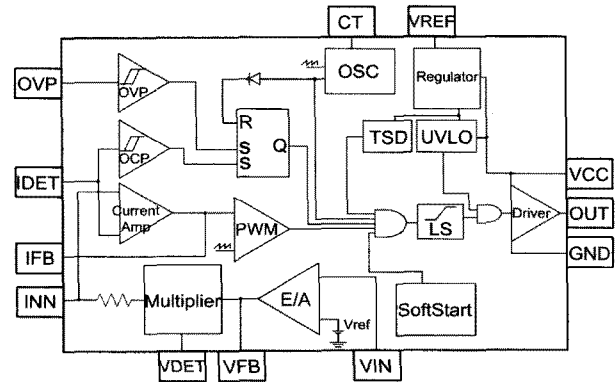 CT
VREF
OVP
OVP
OSC
Regulator
R
S
S
Q
OCP
TSD
UVLO
IDET
VCC
Current
Amp
PWM
LS
Driver
OUT
IFB
GND
INN
Multiplier
E/A
Vref
SoftStart
VDET
VFB
VIN